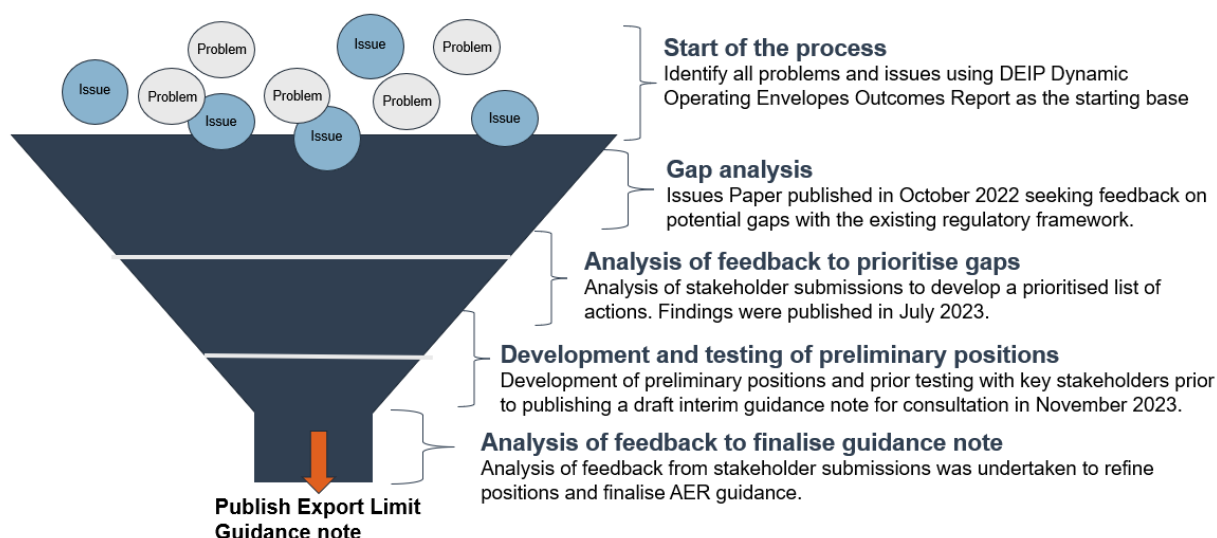 Problem
Issue
Problem
Issue
Problem
Problem
Problem
Issue
Issue
Issue
Start of the process
Identify all problems and issues using DEIP Dynamic
Operating Envelopes Outcomes Report as the starting base
Gap analysis
Issues Paper published in October 2022 seeking feedback on
potential gaps with the existing regulatory framework.
Analysis of feedback to prioritise gaps
Analysis of stakeholder submissions to develop a prioritised list of
actions. Findings were published in July 2023.
Development and testing of preliminary positions
Development of preliminary positions and prior testing with key stakeholders prior
to publishing a draft interim guidance note for consultation in November 2023.
Analysis of feedback to finalise guidance note
Analysis of feedback from stakeholder submissions was undertaken to refine
positions and finalise AER guidance.
Publish Export Limit
Guidance note